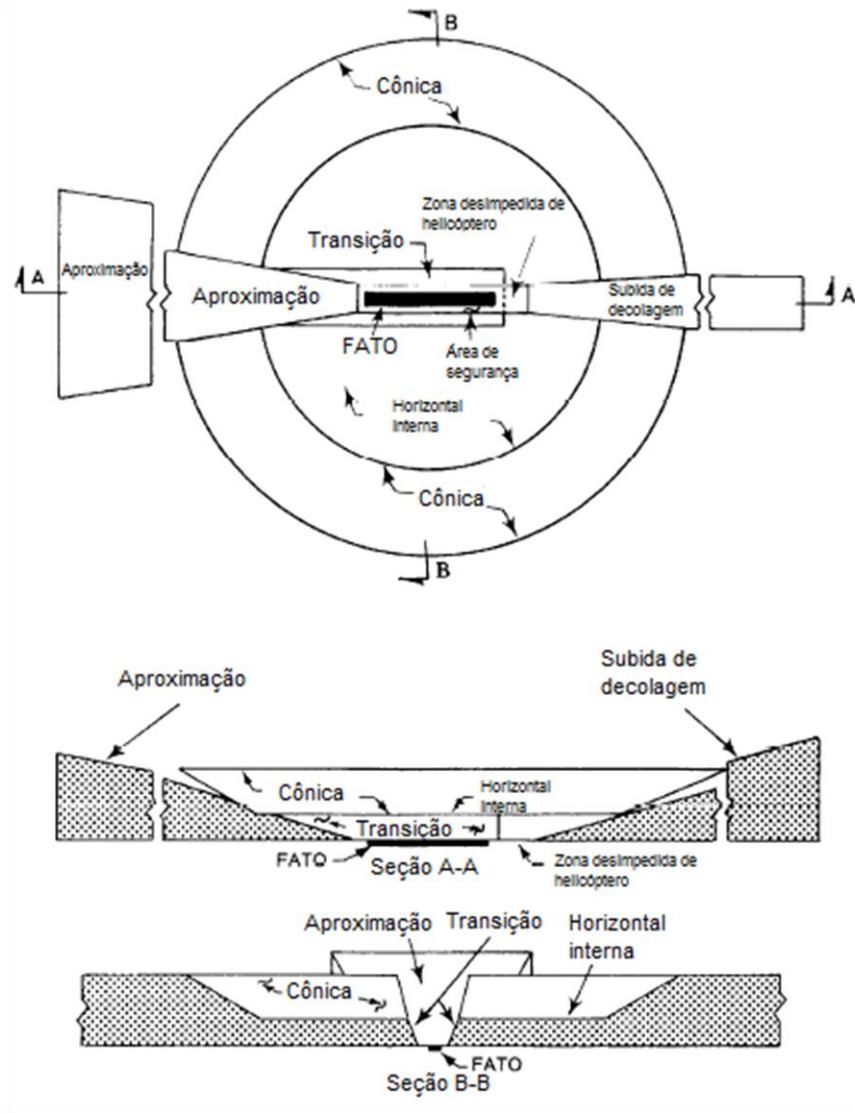 B
Cônica
Zona desimpedida de
helicóptero
Transição
A
Aproximação
Aproximação
Subida de
decolagem
A
FATO
Area de
segurança
Horizontal
Interna
Cônica
B
Subida de
decolagem
Aproximação
Cônica
Horizontal
Interna
Transição
FATO
Seção A-A
Zona desimpedida de
helicóptero
Aproximação
Transição
Horizontal
interna
Cônica
FATO
Seção B-B